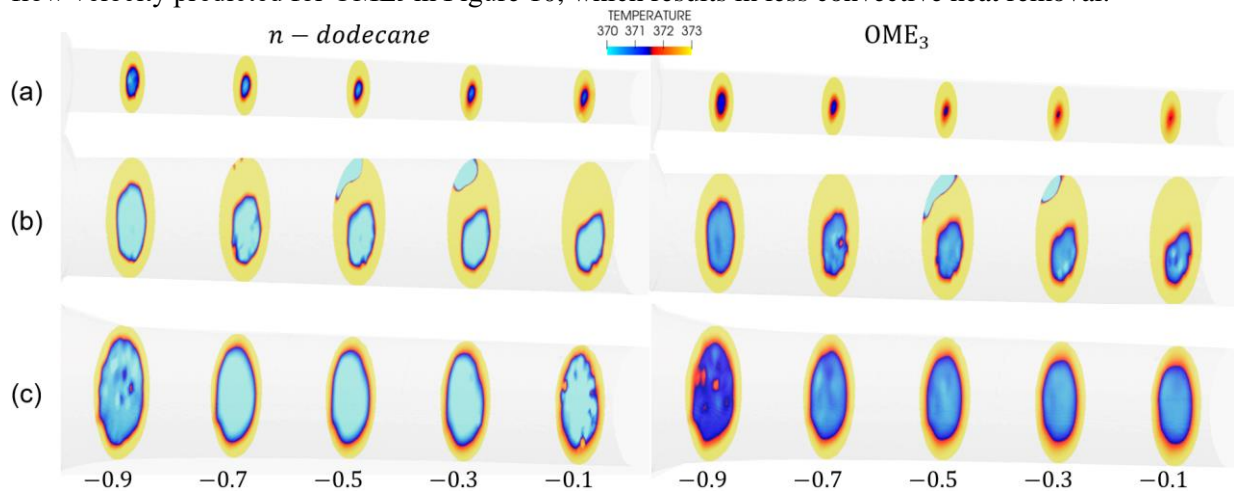 flow velocity predicted for OME₃ in Figure 10, which results in less convective heat removal.
TEMPERATURE
370 371 372 373
n − dodecane
OME₃
(a)
(b)
(c)
−0.9 −0.7 −0.5 −0.3 −0.1 −0.9 −0.7 −0.5 −0.3 −0.1